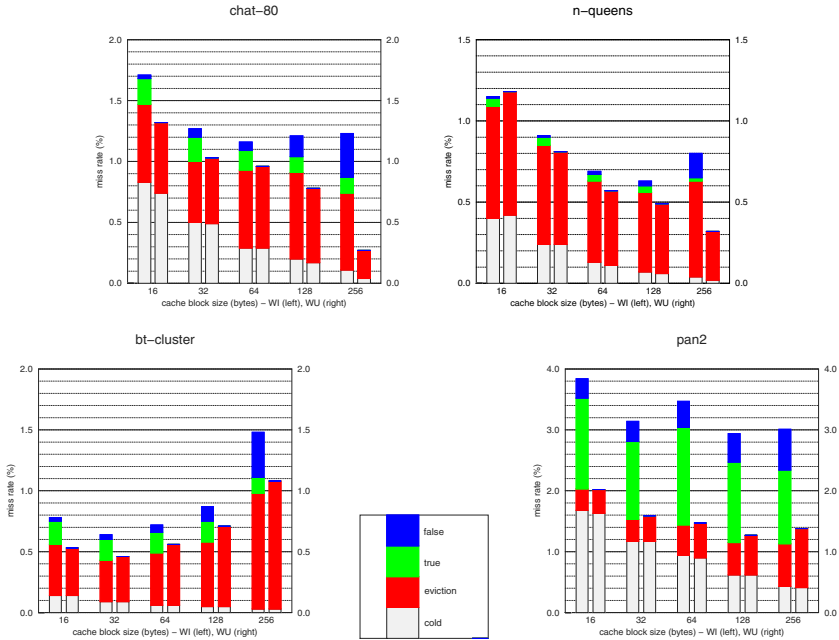 chat−80
n−queens
2.0
2.0
1.5
1.5
1.0
1.0
0.5
0.5
0.0
0.0
miss rate (%)
16 32 64 128 256
cache block size (bytes) − WI (left), WU (right)
1.5
1.5
1.0
1.0
0.5
0.5
0.0
0.0
miss rate (%)
16 32 64 128 256
cache block size (bytes) − WI (left), WU (right)
bt−cluster
pan2
2.0
2.0
1.5
1.5
1.0
1.0
0.5
0.5
0.0
0.0
miss rate (%)
16 32 64 128 256
cache block size (bytes) − WI (left), WU (right)
false
true
eviction
cold
4.0
4.0
3.0
3.0
2.0
2.0
1.0
1.0
0.0
0.0
miss rate (%)
16 32 64 128 256
cache block size (bytes) − WI (left), WU (right)